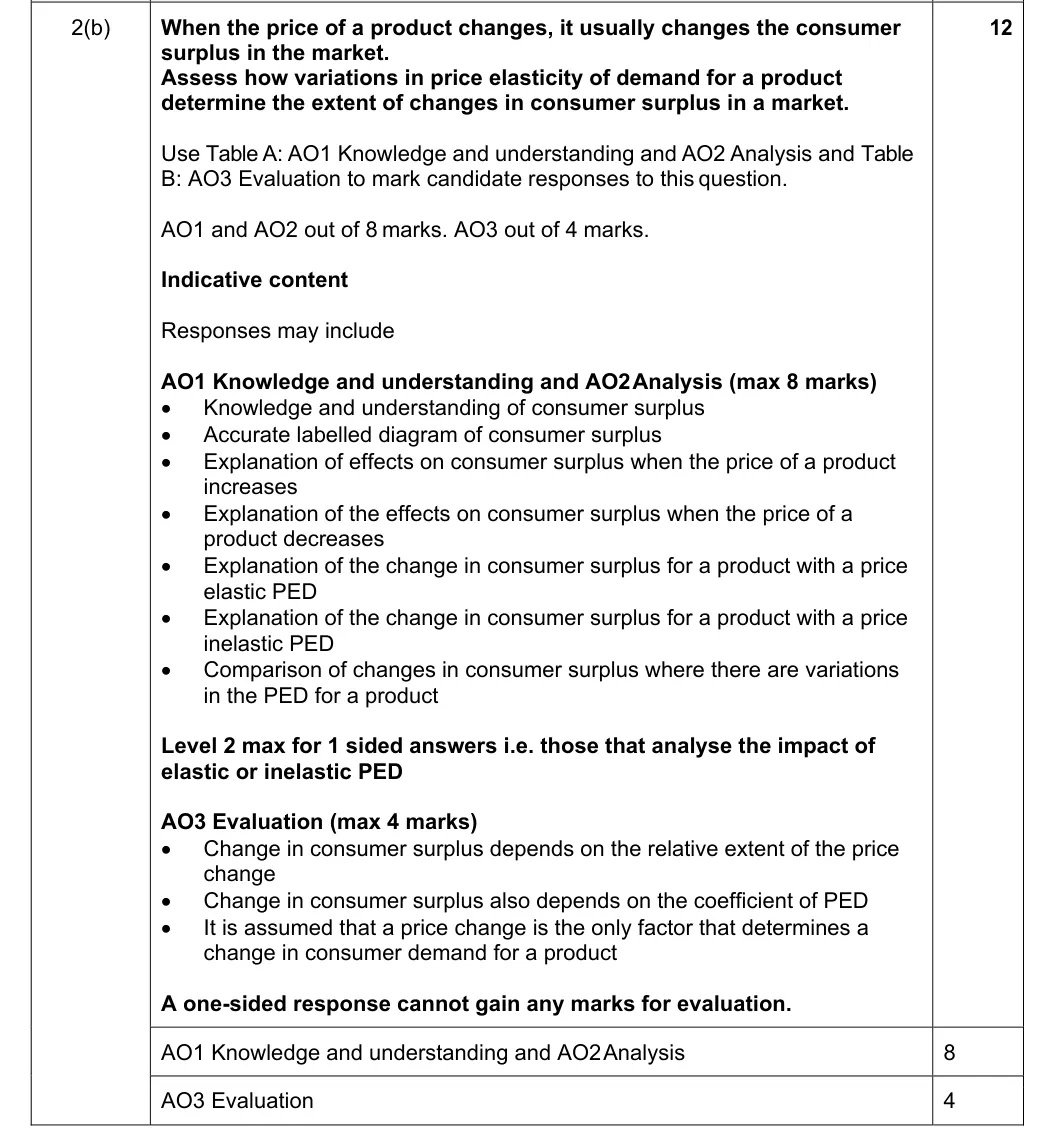 2(b)
When the price of a product changes, it usually changes the consumer
surplus in the market.
Assess how variations in price elasticity of demand for a product
determine the extent of changes in consumer surplus in a market.
12
Use Table A: AO1 Knowledge and understanding and AO2 Analysis and Table
B: AO3 Evaluation to mark candidate responses to this question.
AO1 and AO2 out of 8 marks. AO3 out of 4 marks.
Indicative content
Responses may include
AO1 Knowledge and understanding and AO2Analysis (max 8 marks)
• Knowledge and understanding of consumer surplus
• Accurate labelled diagram of consumer surplus
• Explanation of effects on consumer surplus when the price of a product
increases
• Explanation of the effects on consumer surplus when the price of a
product decreases
• Explanation of the change in consumer surplus for a product with a price
elastic PED
• Explanation of the change in consumer surplus for a product with a price
inelastic PED
• Comparison of changes in consumer surplus where there are variations
in the PED for a product
Level 2 max for 1 sided answers i.e. those that analyse the impact of
elastic or inelastic PED
AO3 Evaluation (max 4 marks)
• Change in consumer surplus depends on the relative extent of the price
change
• Change in consumer surplus also depends on the coefficient of PED
• It is assumed that a price change is the only factor that determines a
change in consumer demand for a product
A one-sided response cannot gain any marks for evaluation.
AO1 Knowledge and understanding and AO2Analysis
8
AO3 Evaluation
4